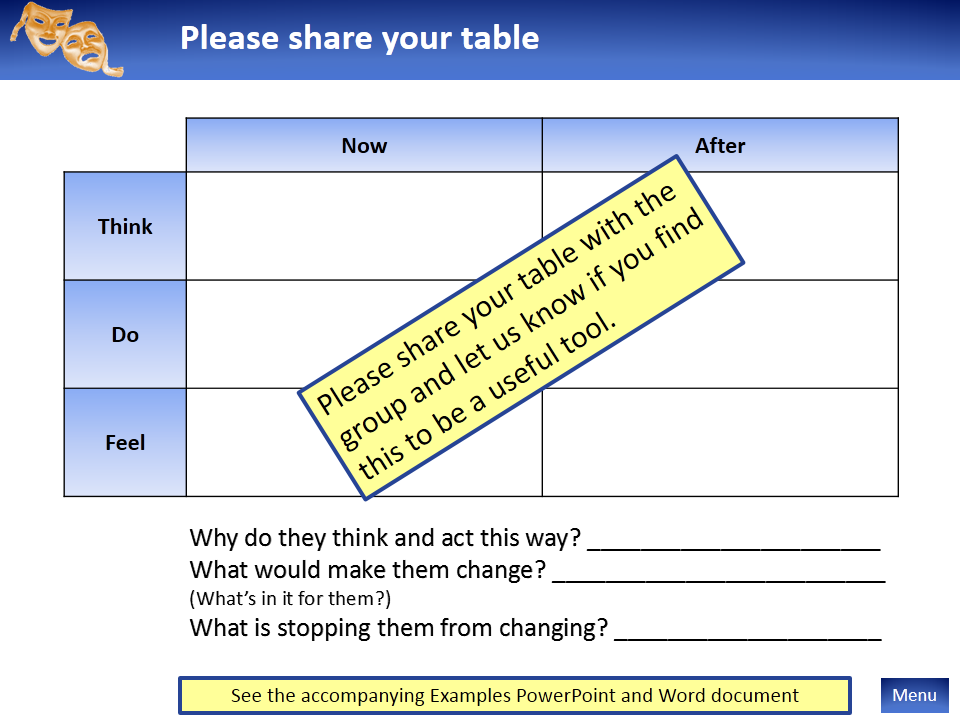 Please share your table
Now
After
Think
Do
Feel
Please share your table with the
group and let us know if you find
this to be a useful tool.
Why do they think and act this way? ______________________
What would make them change? _________________________
(What’s in it for them?)
What is stopping them from changing? ____________________
See the accompanying Examples PowerPoint and Word document
Menu